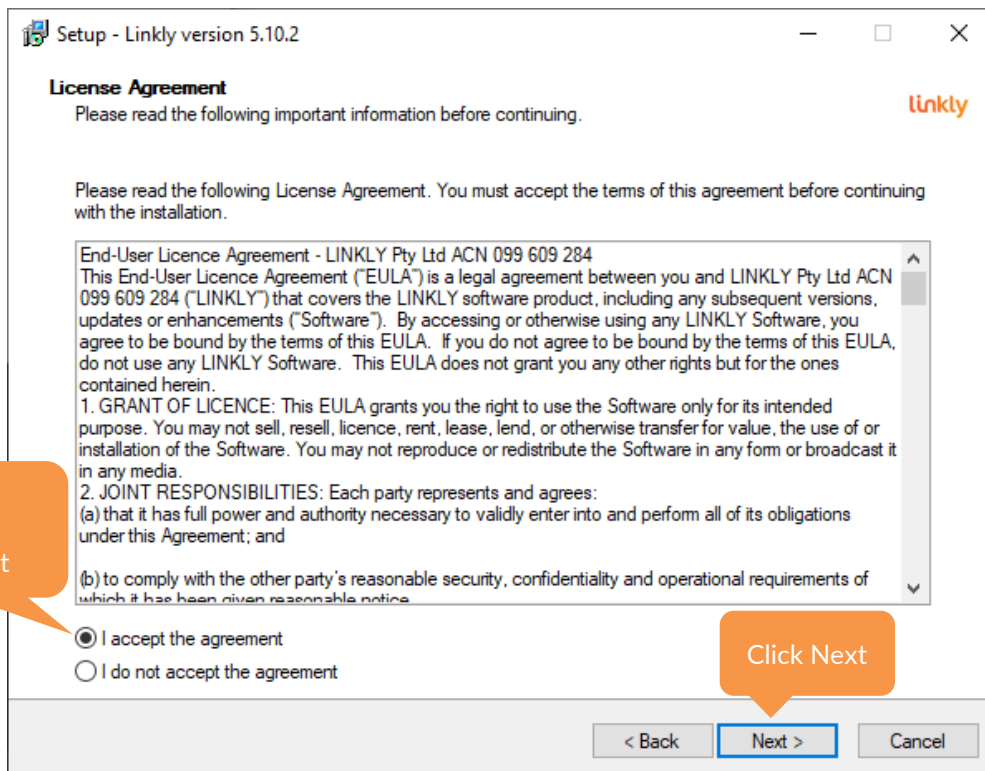 Setup - Linkly version 5.10.2
License Agreement
Please read the following important information before continuing.
linkly
Please read the following License Agreement. You must accept the terms of this agreement before continuing
with the installation.
End-User Licence Agreement - LINKLY Pty Ltd ACN 099 609 284
This End-User Licence Agreement ("EULA") is a legal agreement between you and LINKLY Pty Ltd ACN
099 609 284 ("LINKLY") that covers the LINKLY software product, including any subsequent versions,
updates or enhancements ("Software").  By accessing or otherwise using any LINKLY Software, you
agree to be bound by the terms of this EULA.  If you do not agree to be bound by the terms of this EULA,
do not use any LINKLY Software.  This EULA does not grant you any other rights but for the ones
contained herein.
1. GRANT OF LICENCE: This EULA grants you the right to use the Software only for its intended
purpose. You may not sell, resell, licence, rent, lease, lend, or otherwise transfer for value, the use of or
installation of the Software. You may not reproduce or redistribute the Software in any form or broadcast it
in any media.
2. JOINT RESPONSIBILITIES: Each party represents and agrees:
(a) that it has full power and authority necessary to validly enter into and perform all of its obligations
under this Agreement; and
(b) to comply with the other party's reasonable security, confidentiality and operational requirements of
which it has been given reasonable notice
t
I accept the agreement
I do not accept the agreement
Click Next
< Back
Next >
Cancel